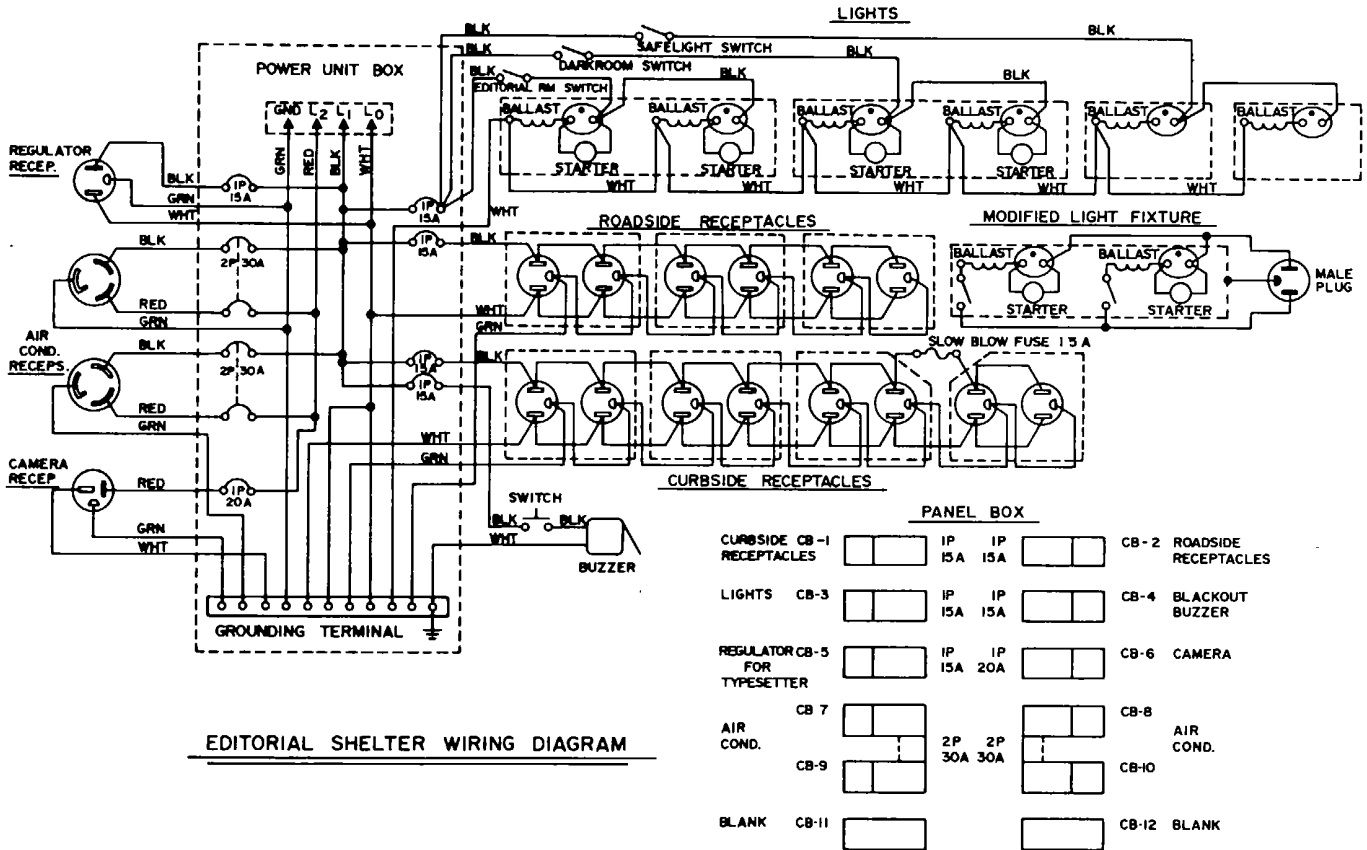 LIGHTS
BLK BLK BLK
SAFELIGHT SWITCH
BLK
DARKROOM SWITCH
POWER UNIT BOX
BLK BLK BLK
EDITORIAL RM SWITCH
GND L2 L1 L0
BALLAST BALLAST BALLAST BALLAST BALLAST BALLAST
GRN RED BLK WHT
STARTER STARTER STARTER STARTER
WHT WHT WHT WHT
REGULATOR
RECEP.
BLK 1P
15A
GRN
WHT
1P
15A
WHT
ROADSIDE RECEPTACLES
MODIFIED LIGHT FIXTURE
BLK
2P 30A
RED
GRN
1P
15A
BLK
WHT
GRN
BALLAST BALLAST
STARTER STARTER
MALE
PLUG
AIR
COND.
RECEPS.
BLK
2P 30A
RED
GRN
1P
15A
BLK
1P
15A
SLOW BLOW FUSE 15 A
WHT
GRN
CURBSIDE RECEPTACLES
CAMERA
RECEP
RED
1P
20A
GRN
WHT
SWITCH
BLK BLK
WHT
BUZZER
GROUNDING TERMINAL
PANEL BOX
CURBSIDE CB-1 1P 1P CB-2 ROADSIDE
RECEPTACLES 15A 15A RECEPTACLES
LIGHTS CB-3 1P 1P CB-4 BLACKOUT
15A 15A BUZZER
REGULATOR CB-5 1P 1P CB-6 CAMERA
FOR 15A 20A
TYPESETTER
CB 7 CB-8
AIR AIR
COND. 2P 2P COND.
30A 30A
CB-9 CB-10
BLANK CB-11 CB-12 BLANK
EDITORIAL SHELTER WIRING DIAGRAM